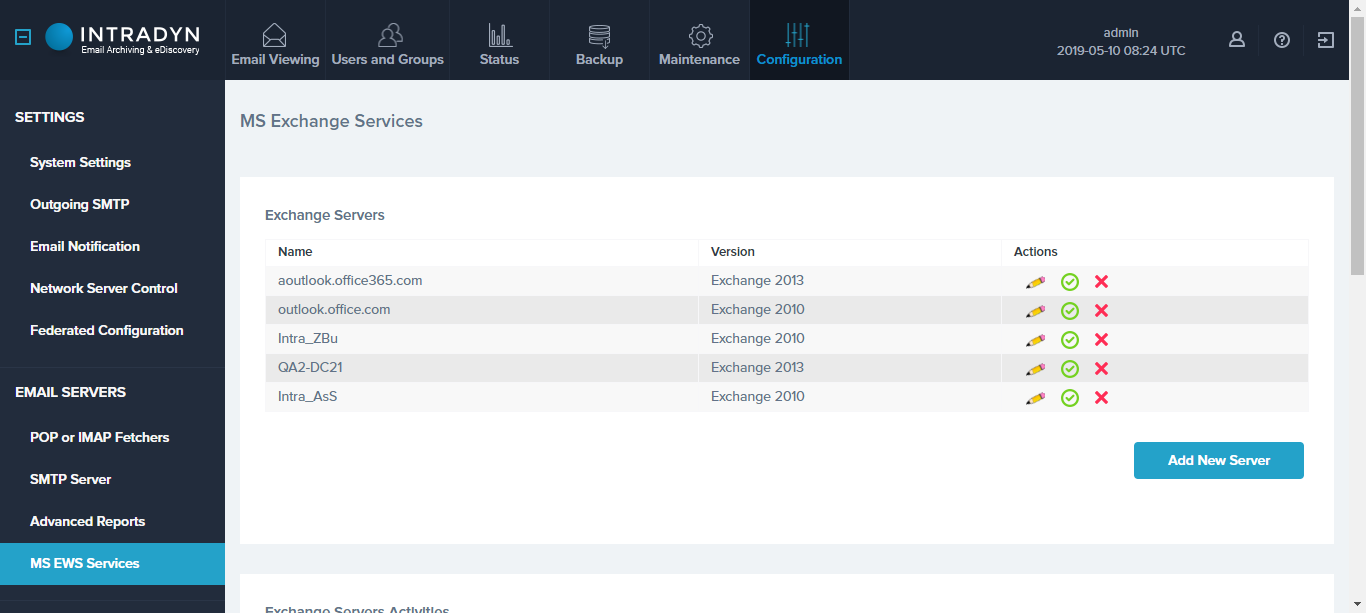 INTRADYN
Email Archiving & eDiscovery
Email Viewing
Users and Groups
Status
Backup
Maintenance
Configuration
admin
2019-05-10 08:24 UTC
SETTINGS
System Settings
Outgoing SMTP
Email Notification
Network Server Control
Federated Configuration
EMAIL SERVERS
POP or IMAP Fetchers
SMTP Server
Advanced Reports
MS EWS Services
MS Exchange Services
Exchange Servers
Name Version Actions
aoutlook.office365.com Exchange 2013
outlook.office.com Exchange 2010
Intra_ZBu Exchange 2010
QA2-DC21 Exchange 2013
Intra_AsS Exchange 2010
Add New Server
Exchange Servers Activities